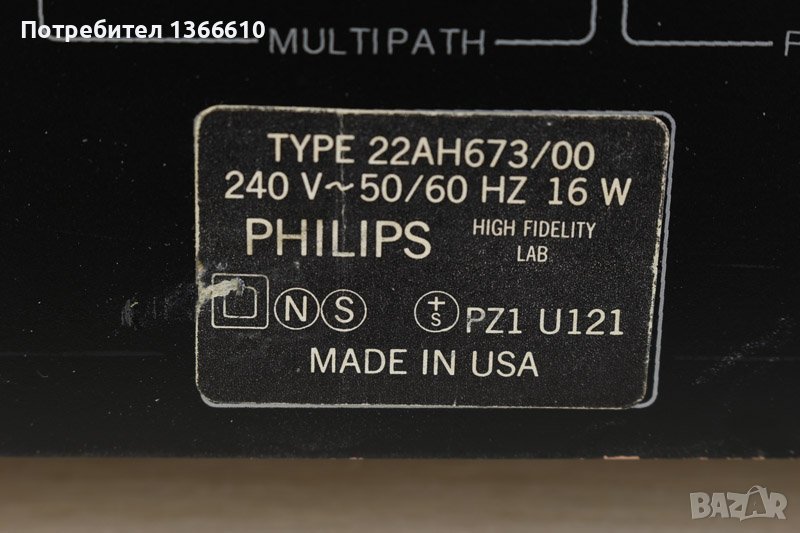 Потребител 1366610
MULTIPATH
TYPE 22AH673/00
240 V~50/60 HZ 16 W
PHILIPS HIGH FIDELITY
LAB
N S + S PZ1 U121
MADE IN USA
BAZAR